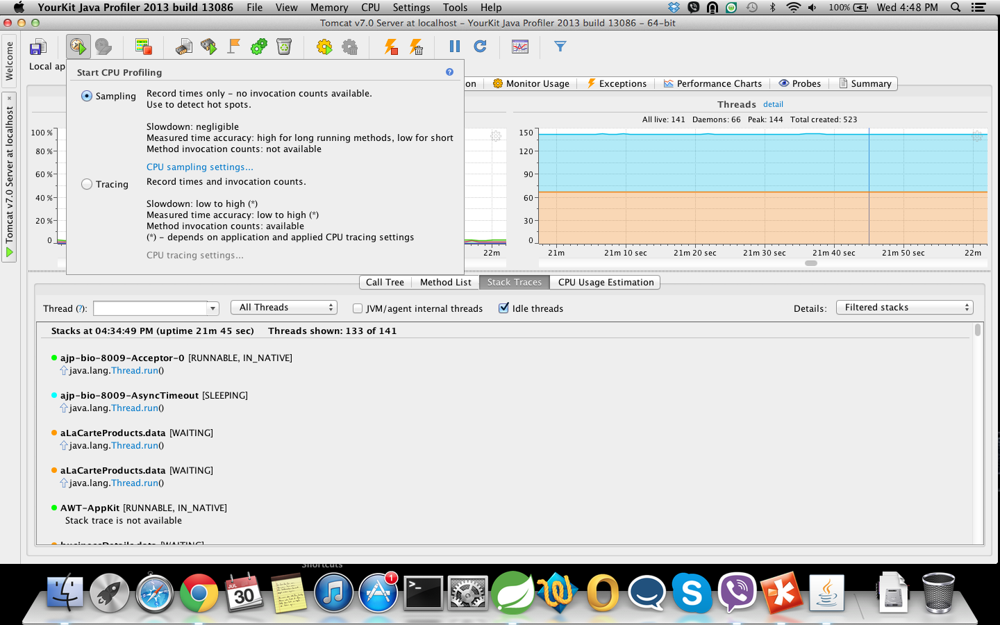 YourKit Java Profiler 2013 build 13086 File View Memory CPU Settings Tools Help 100% Wed 4:48 PM
Tomcat v7.0 Server at localhost - YourKit Java Profiler 2013 build 13086 - 64-bit
Welcome
Tomcat v7.0 Server at localhost
Local ap
Start CPU Profiling
Sampling
Record times only - no invocation counts available.
Use to detect hot spots.
Slowdown: negligible
Measured time accuracy: high for long running methods, low for short
Method invocation counts: not available
CPU sampling settings...
Tracing
Record times and invocation counts.
Slowdown: low to high (*)
Measured time accuracy: low to high (*)
Method invocation counts: available
(*) - depends on application and applied CPU tracing settings
CPU tracing settings...
on Monitor Usage Exceptions Performance Charts Probes Summary
100 %
80 %
60 %
40 %
20 %
0
22m
Threads detail
All live: 141 Daemons: 66 Peak: 144 Total created: 523
150
120
90
60
30
0
21m 21m 10 sec 21m 20 sec 21m 30 sec 21m 40 sec 21m 50 sec 22m
Call Tree Method List Stack Traces CPU Usage Estimation
Thread (?): All Threads JVM/agent internal threads Idle threads Details: Filtered stacks
Stacks at 04:34:49 PM (uptime 21m 45 sec) Threads shown: 133 of 141
ajp-bio-8009-Acceptor-0 [RUNNABLE, IN_NATIVE]
java.lang.Thread.run()
ajp-bio-8009-AsyncTimeout [SLEEPING]
java.lang.Thread.run()
aLaCarteProducts.data [WAITING]
java.lang.Thread.run()
aLaCarteProducts.data [WAITING]
java.lang.Thread.run()
AWT-AppKit [RUNNABLE, IN_NATIVE]
Stack trace is not available
businessDetails.data [WAITING]
Shortcuts
JUL
30
1